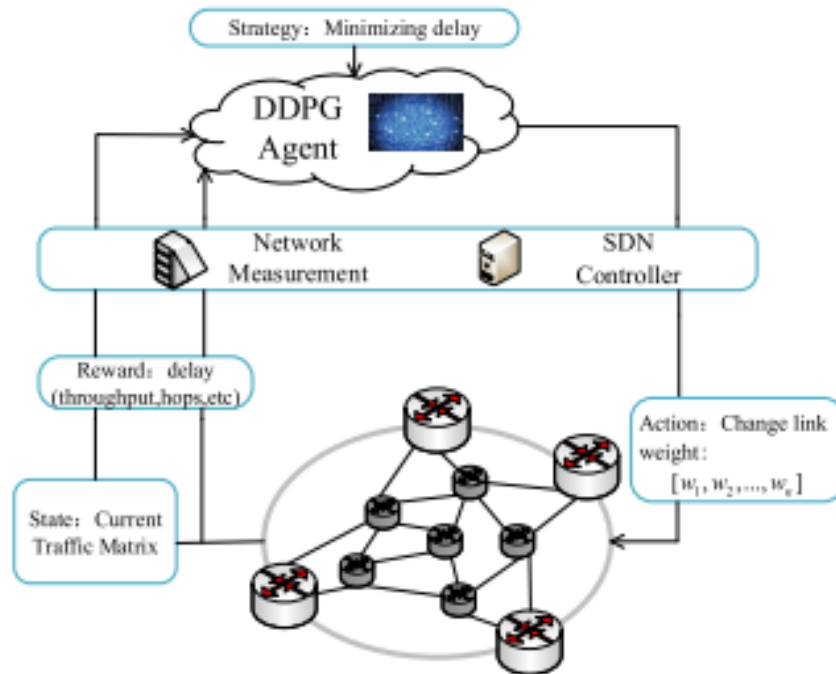 Strategy：Minimizing delay
DDPG
Agent
Network
Measurement
SDN
Controller
Reward：delay
(throughput,hops,etc)
Action：Change link
weight：
[w₁, w₂,..., wₙ]
State：Current
Traffic Matrix